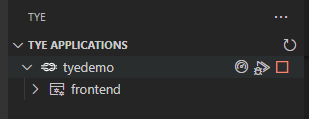 TYE
TYE APPLICATIONS
tyedemo
frontend